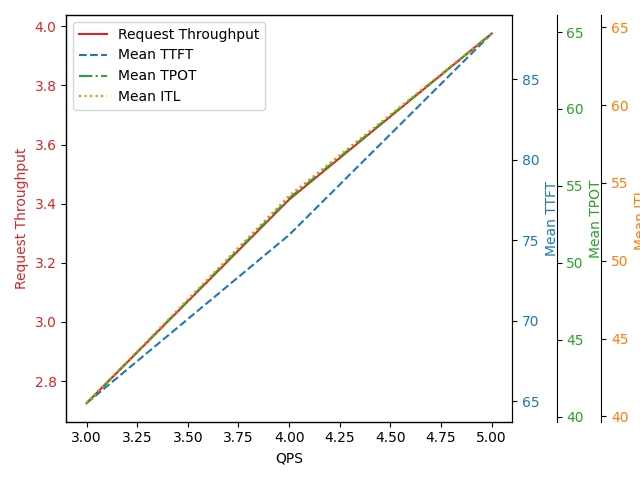 Request Throughput
Mean TTFT
Mean TPOT
Mean ITL
4.0
3.8
3.6
3.4
3.2
3.0
2.8
Request Throughput
3.00 3.25 3.50 3.75 4.00 4.25 4.50 4.75 5.00
QPS
85
80
75
70
65
Mean TTFT
65
60
55
50
45
40
Mean TPOT
65
60
55
50
45
40
Mean ITL